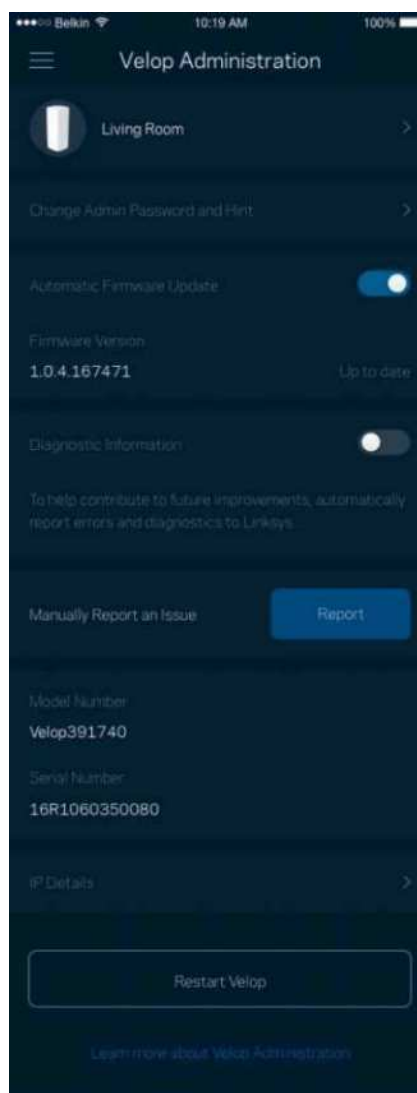 Belkin 10:19 AM 100%
Velop Administration
Living Room
Change Admin Password and Hint
Automatic Firmware Update
Firmware Version
1.0.4.167471 Up to date
Diagnostic Information
To help contribute to future improvements, automatically
report errors and diagnostics to Linksys.
Manually Report an Issue Report
Model Number
Velop391740
Serial Number
16R1060350080
IP Details
Restart Velop
Learn more about Velop Administration